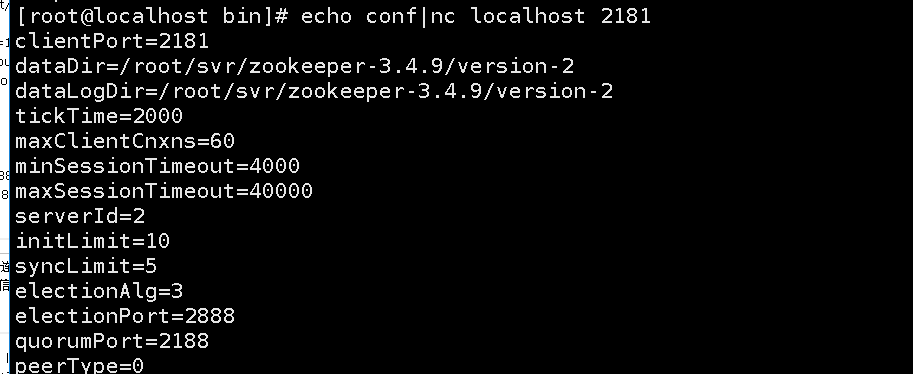 [root@localhost bin]# echo conf|nc localhost 2181
clientPort=2181
dataDir=/root/svr/zookeeper-3.4.9/version-2
dataLogDir=/root/svr/zookeeper-3.4.9/version-2
tickTime=2000
maxClientCnxns=60
minSessionTimeout=4000
maxSessionTimeout=40000
serverId=2
initLimit=10
syncLimit=5
electionAlg=3
electionPort=2888
quorumPort=2188
peerType=0